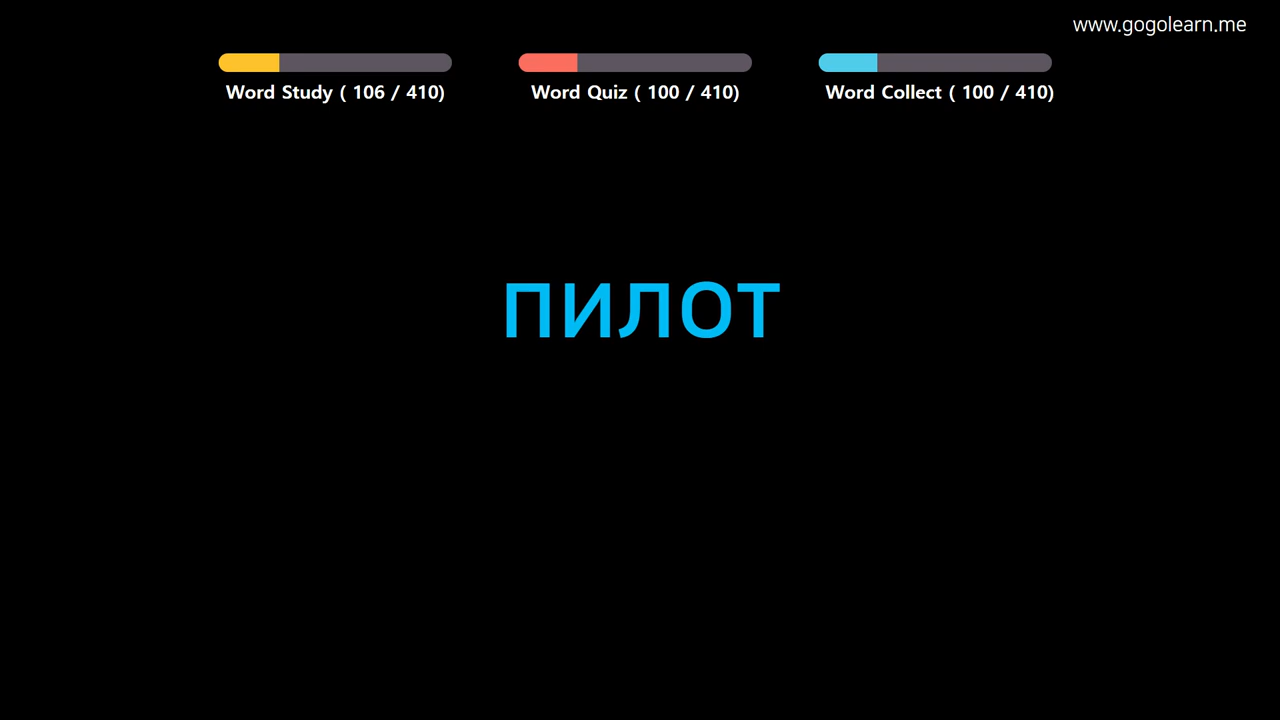 www.gogolearn.me
Word Study ( 106 / 410)
Word Quiz ( 100 / 410)
Word Collect ( 100 / 410)
пилот